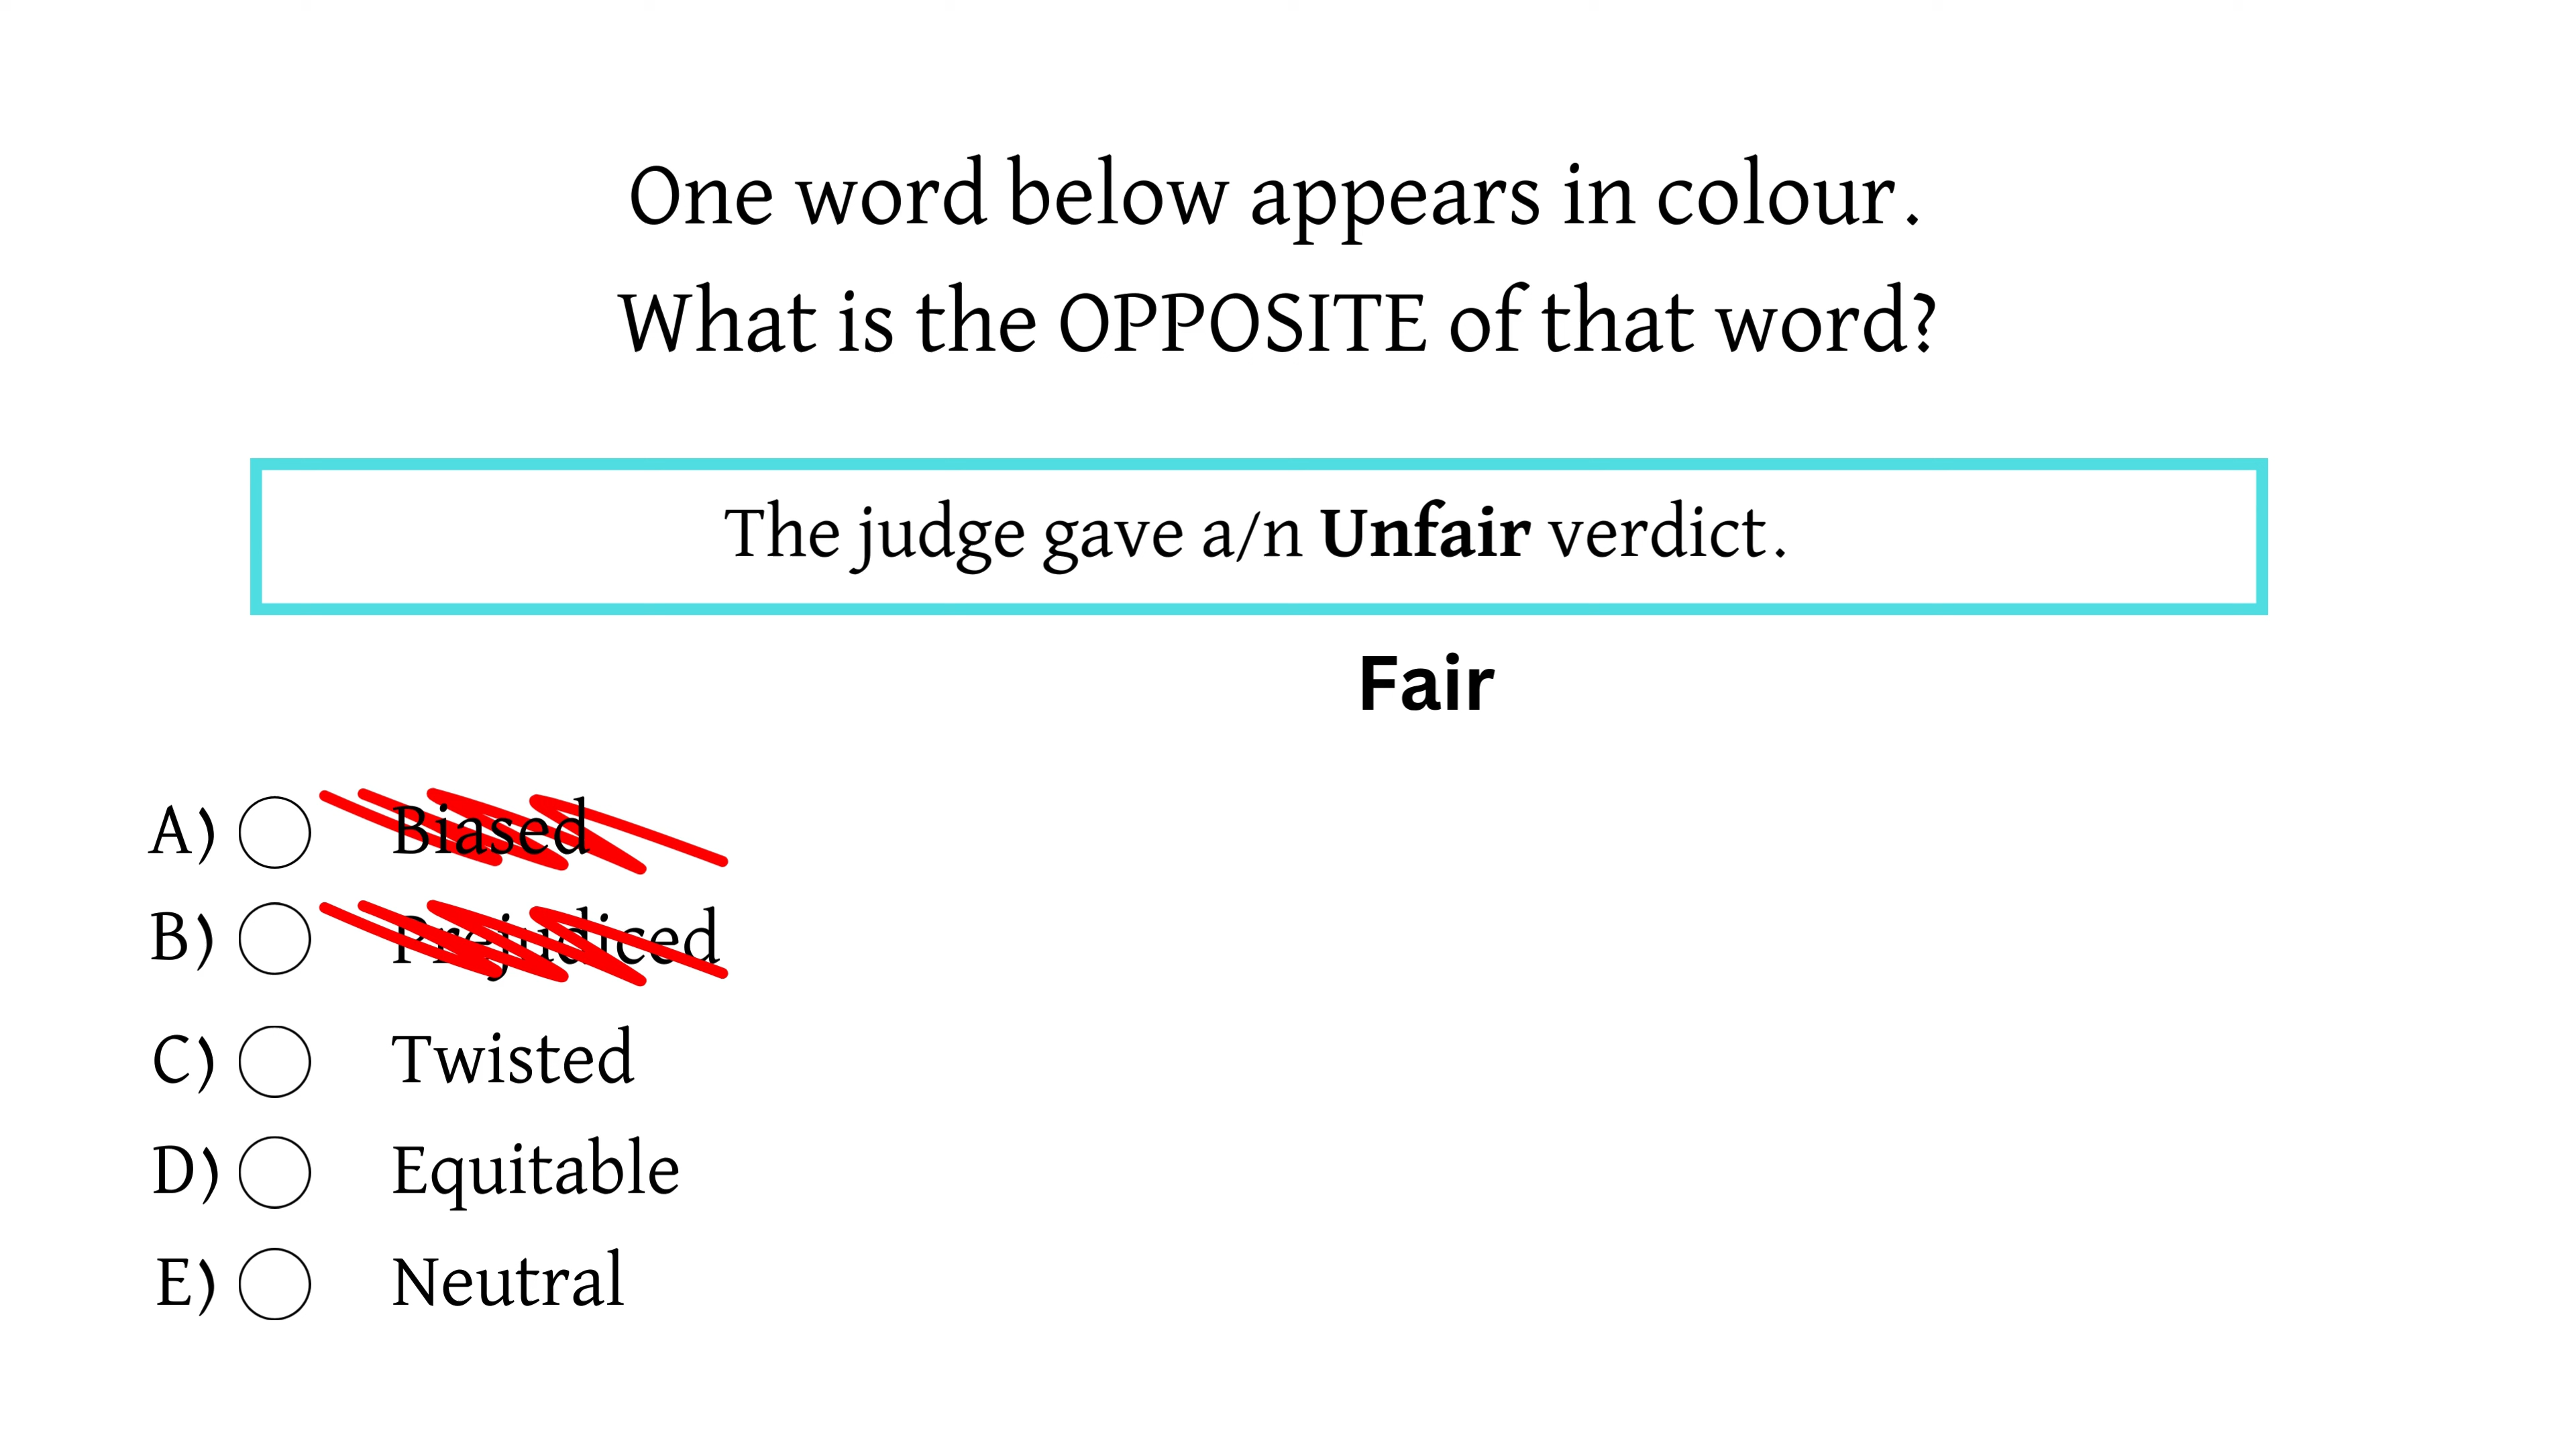 One word below appears in colour.
What is the OPPOSITE of that word?
The judge gave a/n Unfair verdict.
Fair
A) Biased
B) Prejudiced
C) Twisted
D) Equitable
E) Neutral